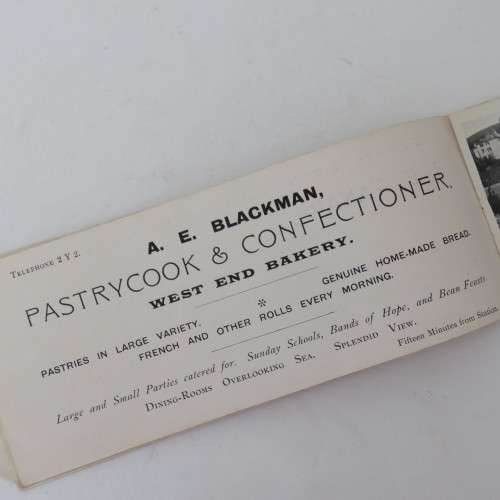 Telephone 2 Y 2.
A. E. BLACKMAN,
PASTRYCOOK & CONFECTIONER,
WEST END BAKERY.
PASTRIES IN LARGE VARIETY. GENUINE HOME-MADE BREAD.
FRENCH AND OTHER ROLLS EVERY MORNING.
Large and Small Parties catered for. Sunday Schools, Bands of Hope, and Bean Feasts
Dining-Rooms Overlooking Sea. Splendid View.
Fifteen Minutes from Station.